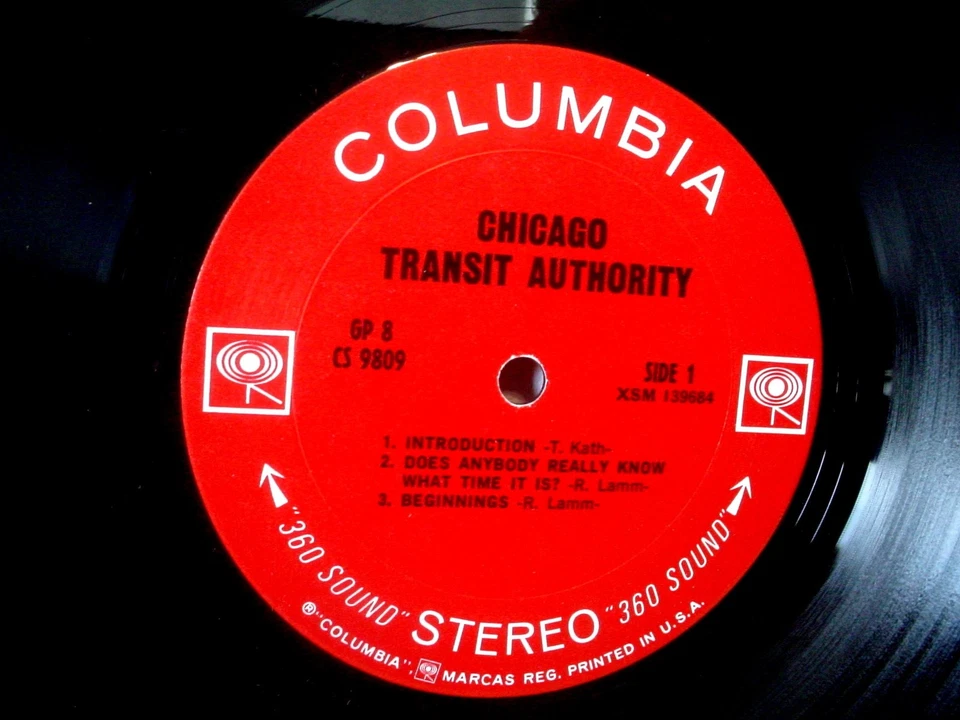 COLUMBIA
CHICAGO
TRANSIT AUTHORITY
GP 8
CS 9809
SIDE 1
XSM 139684
1. INTRODUCTION -T. Kath-
2. DOES ANYBODY REALLY KNOW
WHAT TIME IT IS? -R. Lamm-
3. BEGINNINGS -R. Lamm-
"360 SOUND" STEREO "360 SOUND"
®"COLUMBIA", MARCAS REG. PRINTED IN U.S.A.